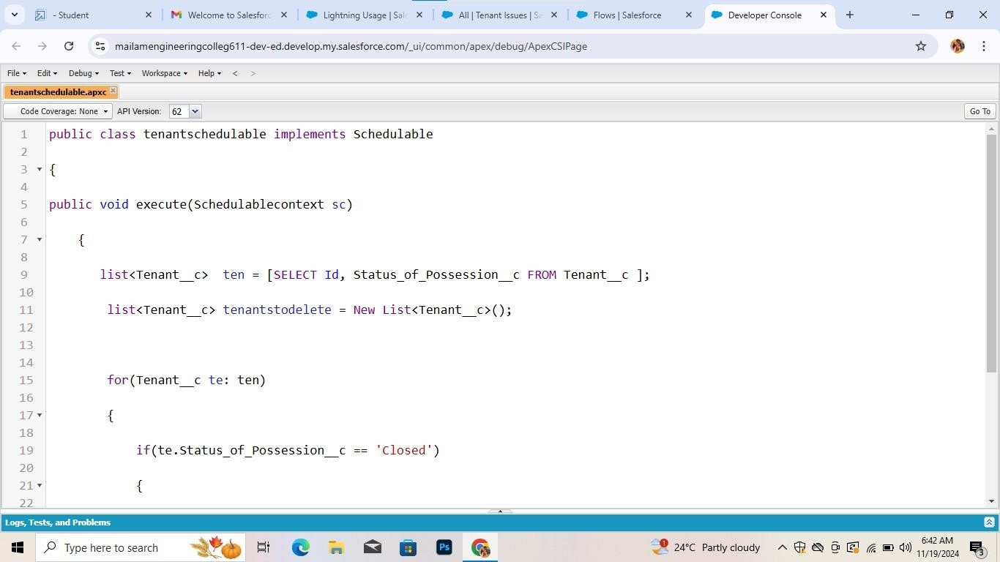 - Student
Welcome to Salesforc
Lightning Usage | Sal
All | Tenant Issues | Sa
Flows | Salesforce
Developer Console
mailamengineeringcolleg611-dev-ed.develop.my.salesforce.com/_ui/common/apex/debug/ApexCSIPage
File Edit Debug Test Workspace Help < >
tenantschedulable.apxc
Code Coverage: None API Version: 62 Go To
1 public class tenantschedulable implements Schedulable
2
3 {
4
5 public void execute(Schedulablecontext sc)
6
7 {
8
9 list<Tenant__c> ten = [SELECT Id, Status_of_Possession__c FROM Tenant__c ];
10
11 list<Tenant__c> tenantstodelete = New List<Tenant__c>();
12
13
14
15 for(Tenant__c te: ten)
16
17 {
18
19 if(te.Status_of_Possession__c == 'Closed')
20
21 {
22
Logs, Tests, and Problems
Type here to search
Ps
1
24°C Partly cloudy
6:42 AM
11/19/2024
3